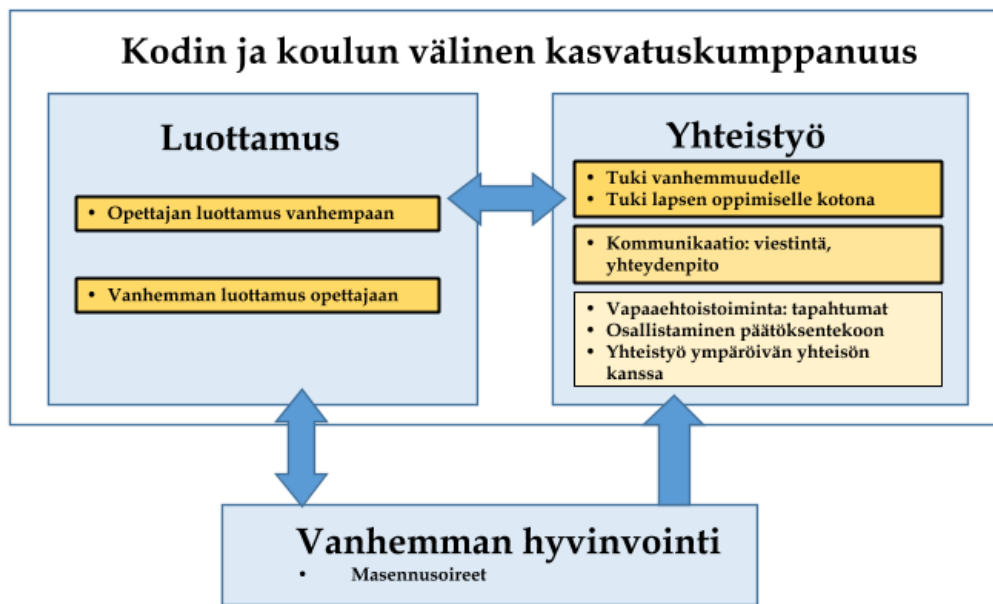 Kodin ja koulun välinen kasvatuskumppanuus
Luottamus
• Opettajan luottamus vanhempaan
• Vanhemman luottamus opettajaan
Yhteistyö
• Tuki vanhemmuudelle
• Tuki lapsen oppimiselle kotona
• Kommunikaatio: viestintä,
yhteydenpito
• Vapaaehtoistoiminta: tapahtumat
• Osallistaminen päätöksentekoon
• Yhteistyö ympäröivän yhteisön
kanssa
Vanhemman hyvinvointi
• Masennusoireet